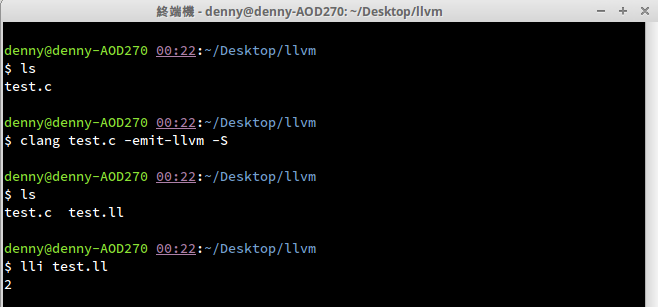 終端機 - denny@denny-AOD270: ~/Desktop/llvm
denny@denny-AOD270 00:22:~/Desktop/llvm
$ ls
test.c
denny@denny-AOD270 00:22:~/Desktop/llvm
$ clang test.c -emit-llvm -S
denny@denny-AOD270 00:22:~/Desktop/llvm
$ ls
test.c  test.ll
denny@denny-AOD270 00:22:~/Desktop/llvm
$ lli test.ll
2